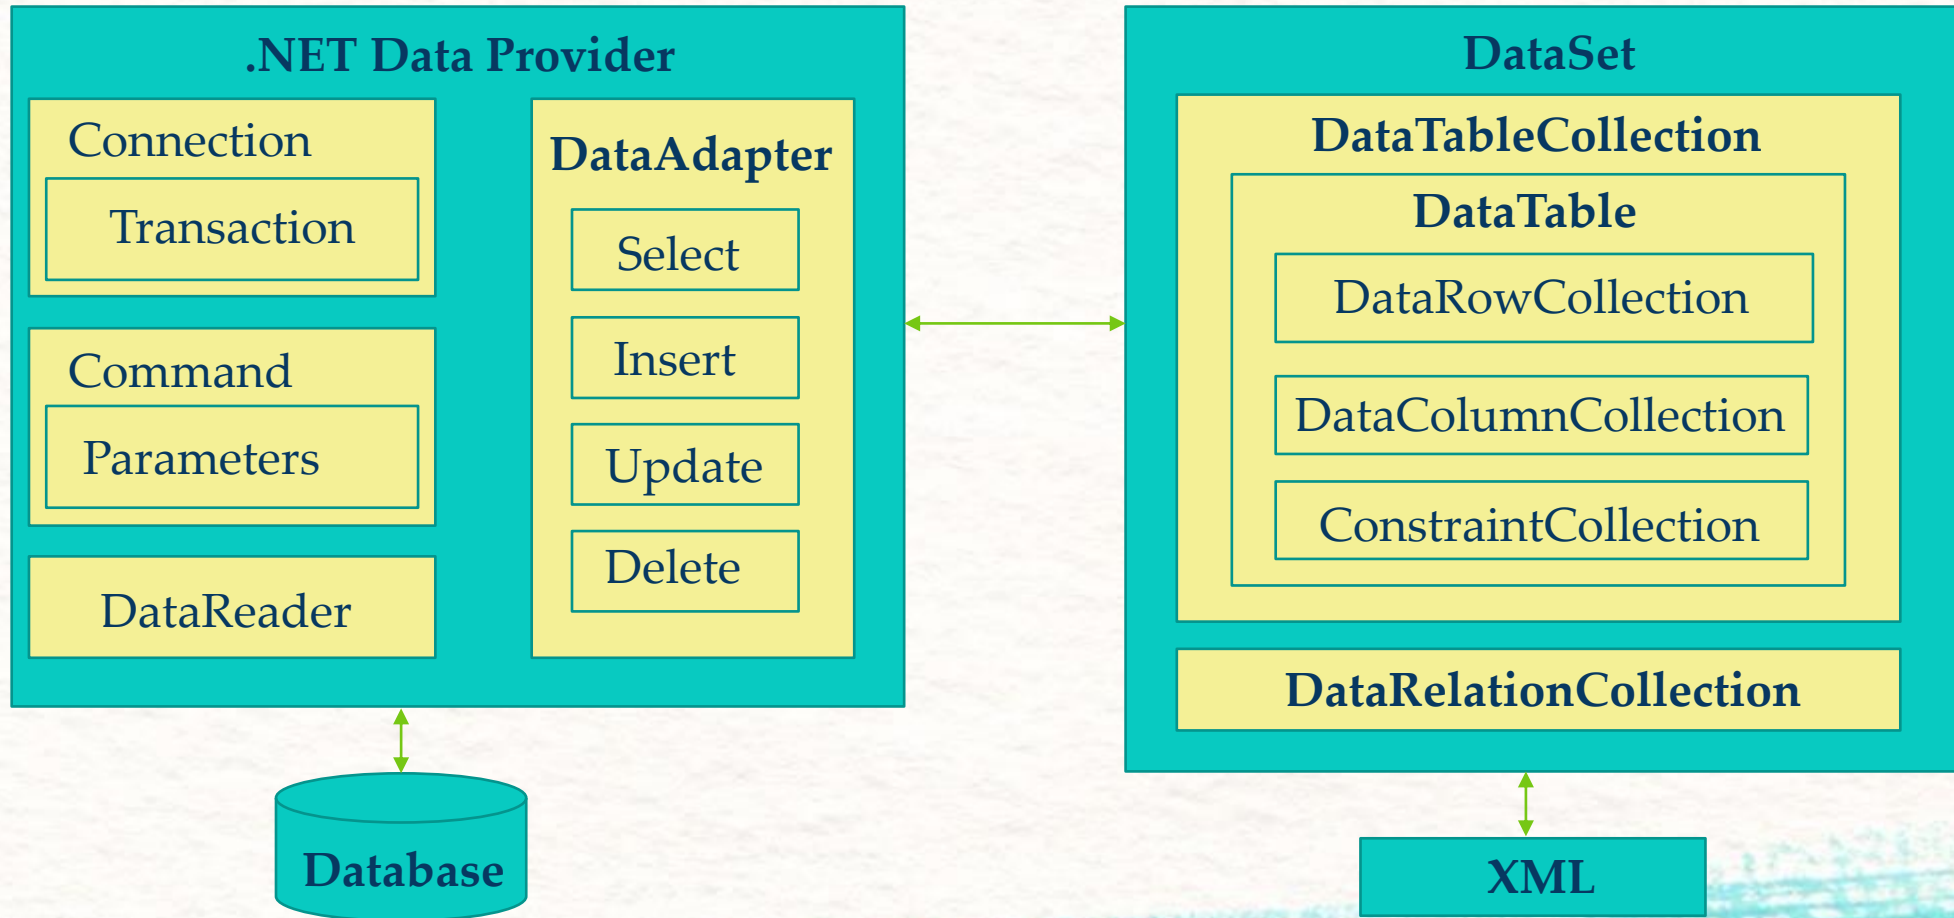 .NET Data Provider
Connection
Transaction
Command
Parameters
DataReader
DataAdapter
Select
Insert
Update
Delete
Database
DataSet
DataTableCollection
DataTable
DataRowCollection
DataColumnCollection
ConstraintCollection
DataRelationCollection
XML